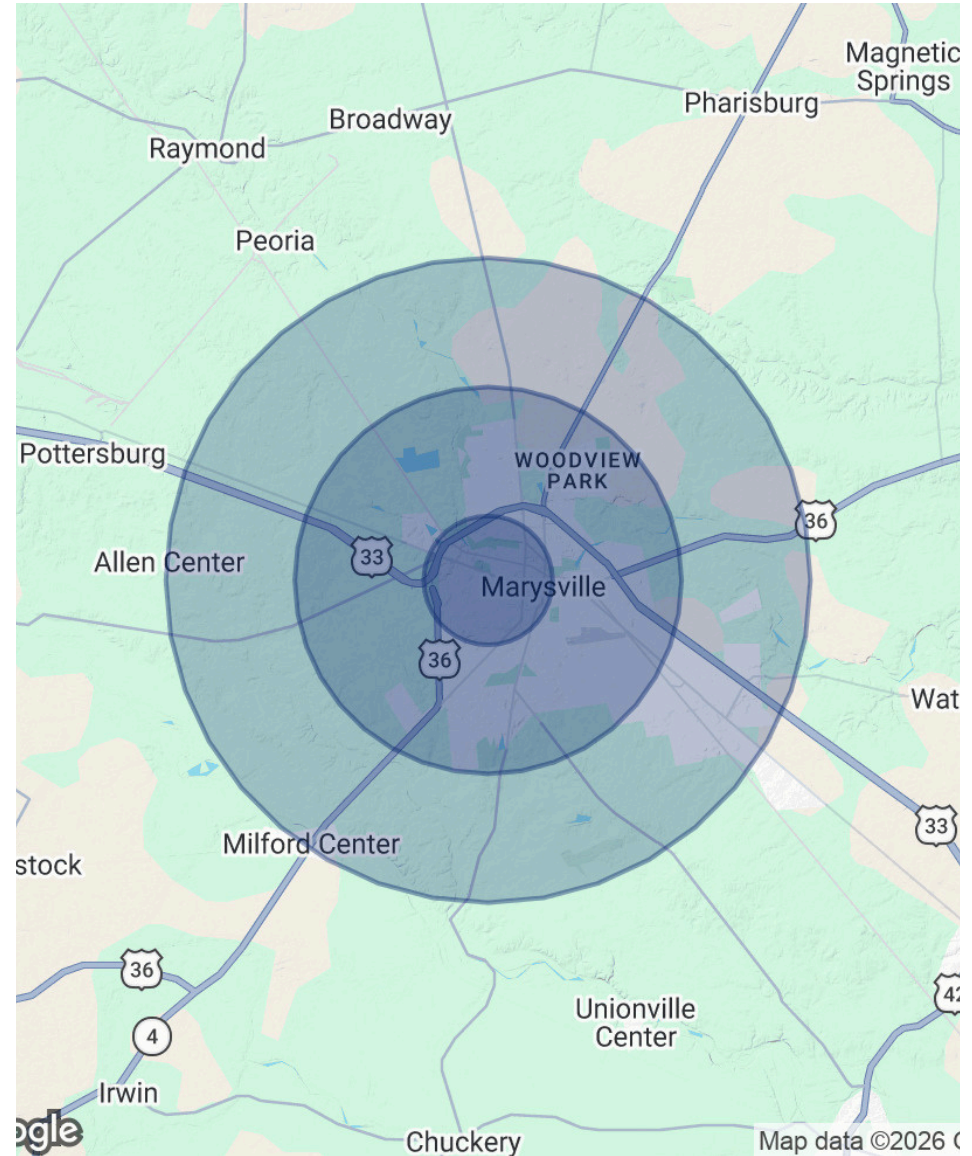 Magnetic
Springs
Pharisburg
Broadway
Raymond
Peoria
Pottersburg
WOODVIEW
PARK
36
33
Allen Center
Marysville
36
Wat
33
Milford Center
stock
36
42
Unionville
Center
4
Irwin
ogle
Chuckery
Map data ©2026 G